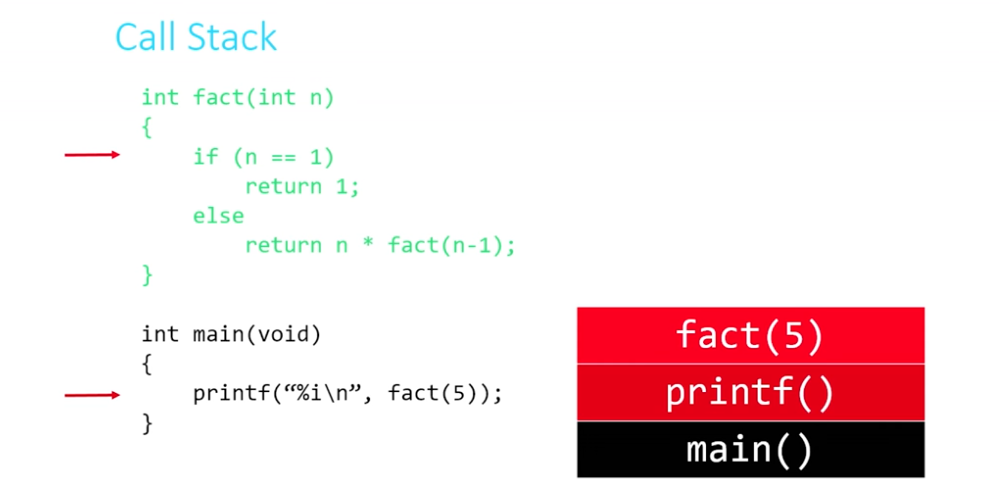 Call Stack
int fact(int n)
{
if (n == 1)
return 1;
else
return n * fact(n-1);
}
int main(void)
{
printf(“%i\n”, fact(5));
}
fact(5)
printf()
main()